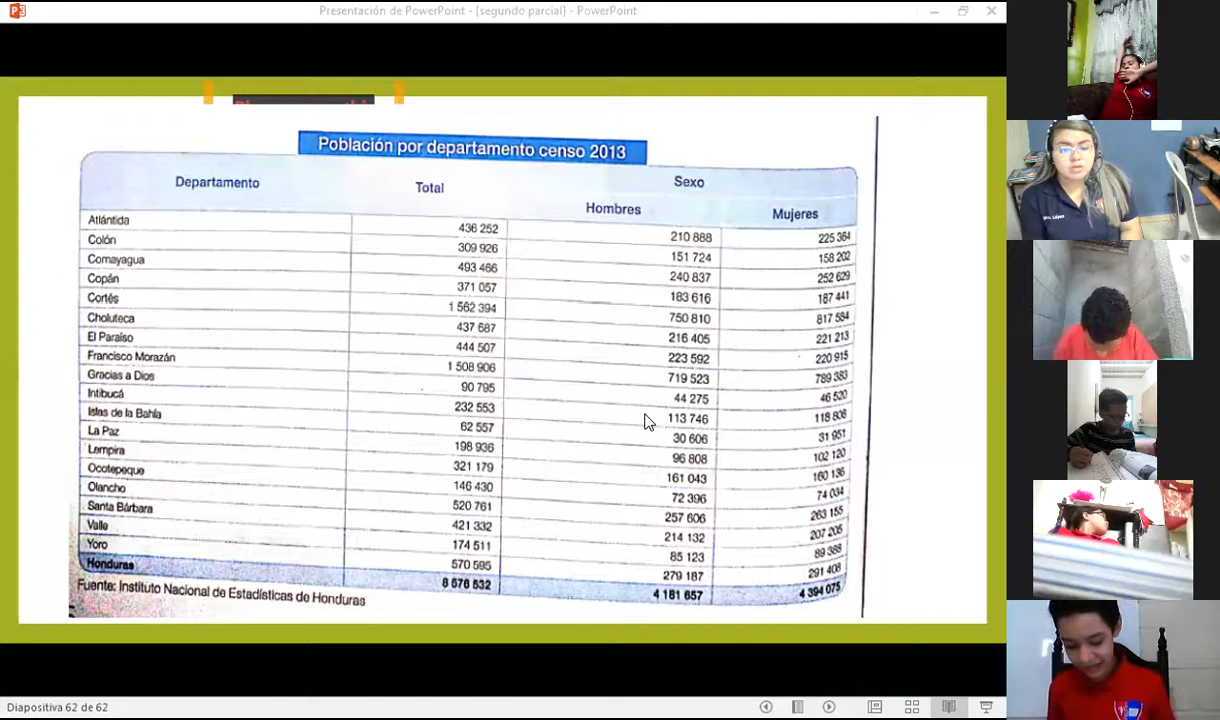 Presentación de PowerPoint - [segundo parcial] - PowerPoint
Población por departamento censo 2013
Departamento Total Sexo
Hombres Mujeres
Atlántida 436 252 210 888 225 364
Colón 309 926 151 724 158 202
Comayagua 493 466 240 837 252 629
Copán 371 057 183 616 187 441
Cortés 1 562 394 750 810 817 584
Choluteca 437 687 216 405 221 213
El Paraíso 444 507 223 592 220 915
Francisco Morazán 1 508 906 719 523 789 383
Gracias a Dios 90 795 44 275 46 520
Intibucá 232 553 113 746 118 808
Islas de la Bahía 62 557 30 606 31 951
La Paz 198 936 96 808 102 120
Lempira 321 179 161 043 160 136
Ocotepeque 146 430 72 396 74 034
Olancho 520 761 257 606 263 155
Santa Bárbara 421 332 214 132 207 205
Valle 174 511 85 123 89 388
Yoro 570 595 279 187 291 408
Honduras 8 576 532 4 181 657 4 394 075
Fuente: Instituto Nacional de Estadísticas de Honduras
Diapositiva 62 de 62